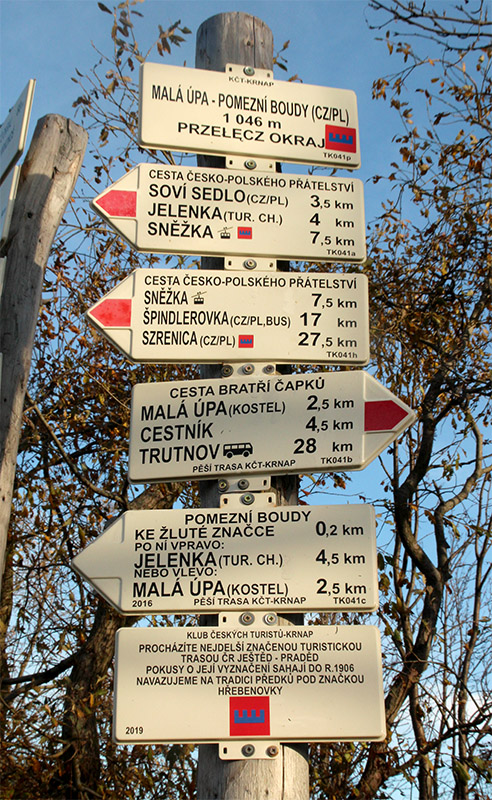 KČT-KRNAP
MALÁ ÚPA - POMEZNÍ BOUDY (CZ/PL)
1 046 m
PRZELĘCZ OKRAJ
TK041p
CESTA ČESKO-POLSKÉHO PŘÁTELSTVÍ
SOVÍ SEDLO (CZ/PL) 3,5 km
JELENKA (TUR. CH.) 4 km
SNĚŽKA 7,5 km
TK041a
CESTA ČESKO-POLSKÉHO PŘÁTELSTVÍ
SNĚŽKA 7,5 km
ŠPINDLEROVKA (CZ/PL,BUS) 17 km
SZRENICA (CZ/PL) 27,5 km
TK041h
CESTA BRATŘÍ ČAPKŮ
MALÁ ÚPA (KOSTEL) 2,5 km
CESTNÍK 4,5 km
TRUTNOV 28 km
PĚŠÍ TRASA KČT-KRNAP TK041b
POMEZNÍ BOUDY
KE ŽLUTÉ ZNAČCE 0,2 km
PO NÍ VPRAVO:
JELENKA (TUR. CH.) 4,5 km
NEBO VLEVO:
MALÁ ÚPA (KOSTEL) 2,5 km
2016 PĚŠÍ TRASA KČT-KRNAP TK041c
KLUB ČESKÝCH TURISTŮ-KRNAP
PROCHÁZÍTE NEJDELŠÍ ZNAČENOU TURISTICKOU
TRASOU ČR JEŠTĚD - PRADĚD
POKUSY O JEJÍ VYZNAČENÍ SAHAJÍ DO R.1906
NAVAZUJEME NA TRADICI PŘEDKŮ POD ZNAČKOU
HŘEBENOVKY
2019